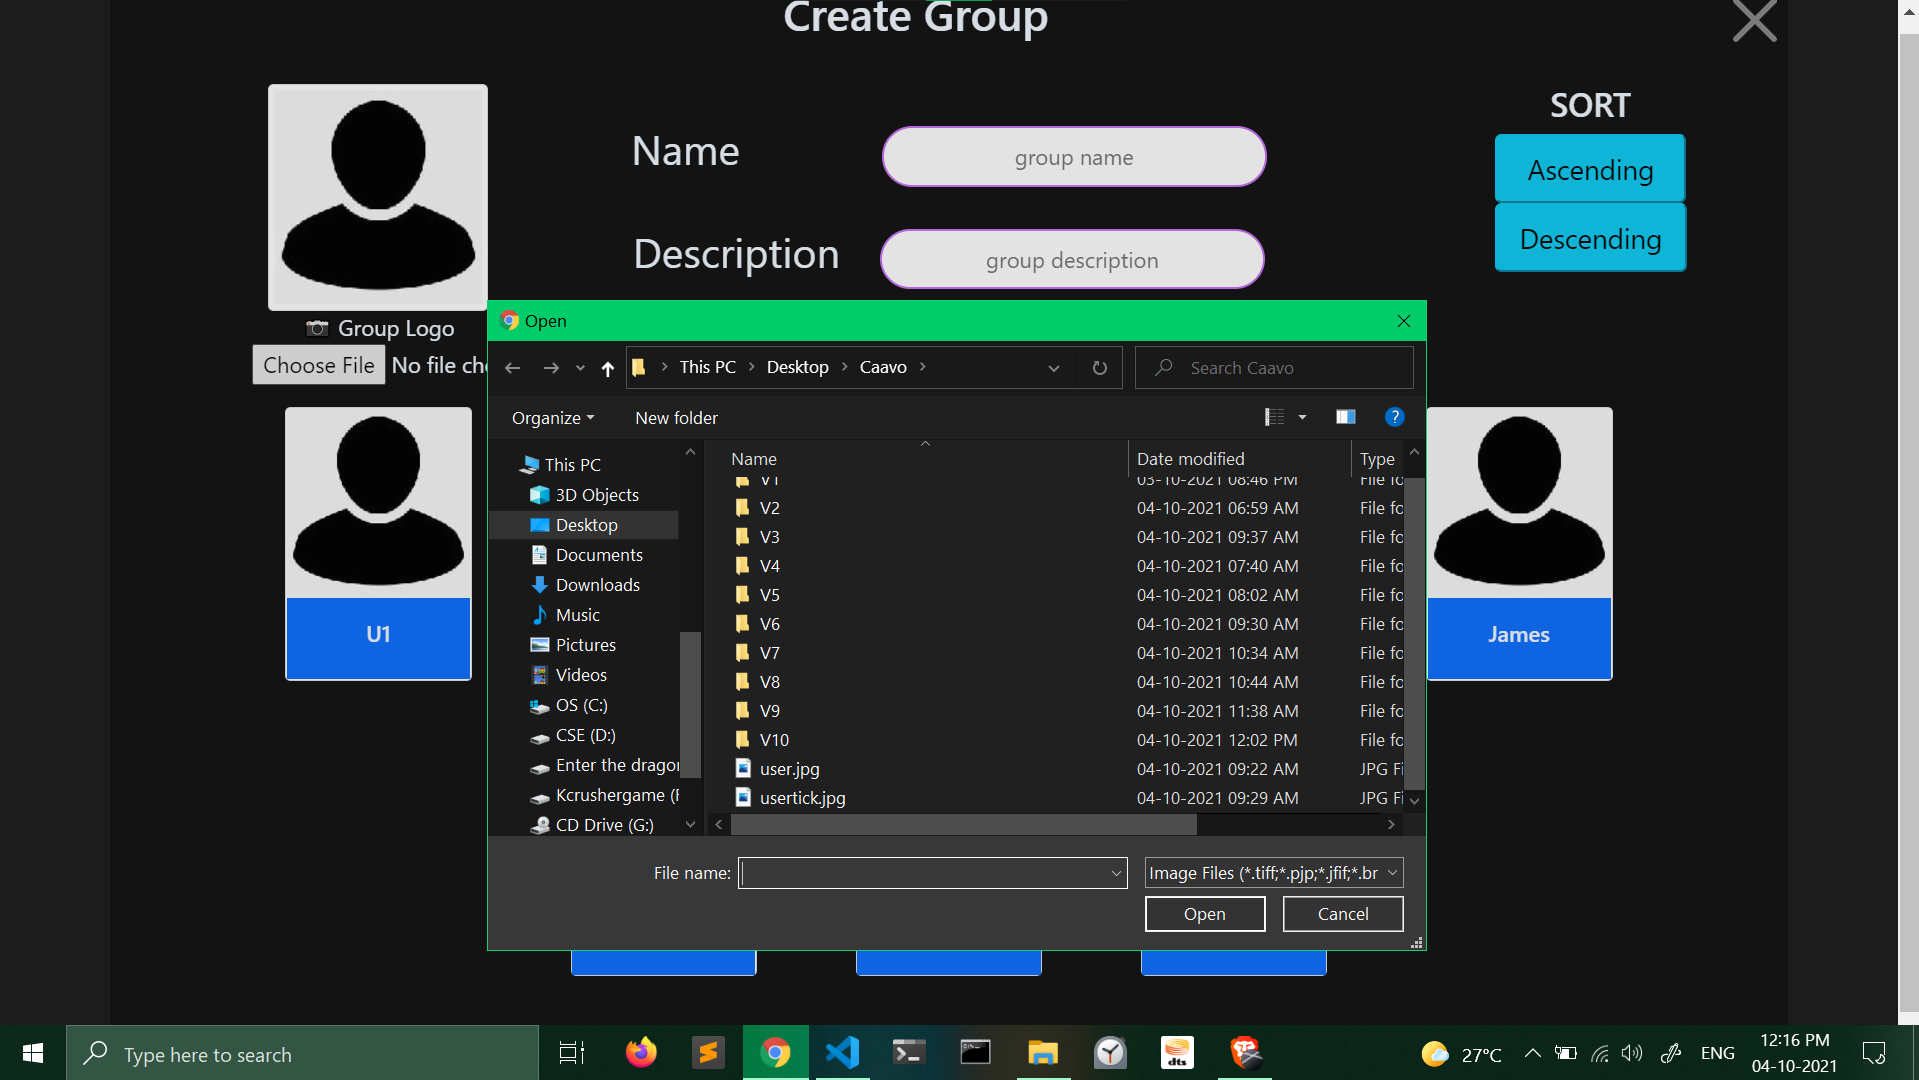 Create Group
SORT
Name
group name
Ascending
Description
group description
Descending
Group Logo
Choose File No file
Open
This PC Desktop Caavo
Search Caavo
Organize New folder
Name Date modified Type
V1 03-10-2021 08:46 PM File fo
V2 04-10-2021 06:59 AM File fo
V3 04-10-2021 09:37 AM File fo
V4 04-10-2021 07:40 AM File fo
V5 04-10-2021 08:02 AM File fo
V6 04-10-2021 09:30 AM File fo
V7 04-10-2021 10:34 AM File fo
V8 04-10-2021 10:44 AM File fo
V9 04-10-2021 11:38 AM File fo
V10 04-10-2021 12:02 PM File fo
user.jpg 04-10-2021 09:22 AM JPG Fi
usertick.jpg 04-10-2021 09:29 AM JPG Fi
This PC
3D Objects
Desktop
Documents
Downloads
Music
Pictures
Videos
OS (C:)
CSE (D:)
Enter the dragon
Kcrushergame (F
CD Drive (G:)
File name:
Image Files (*.tiff;*.pjp;*.jfif;*.br
Open Cancel
U1
James
Type here to search
dts
27°C
ENG
12:16 PM
04-10-2021